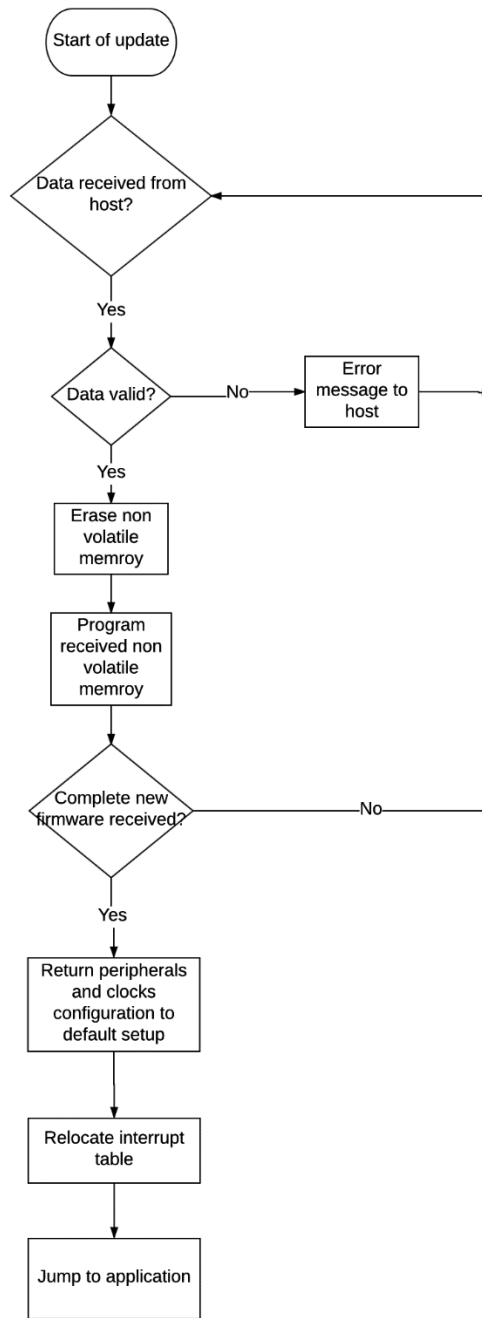 Start of update
Data received from
host?
Yes
Data valid?
No
Error
message to
host
Yes
Erase non
volatile
memroy
Program
received non
volatile
memroy
Complete new
firmware received?
No
Yes
Return peripherals
and clocks
configuration to
default setup
Relocate interrupt
table
Jump to application